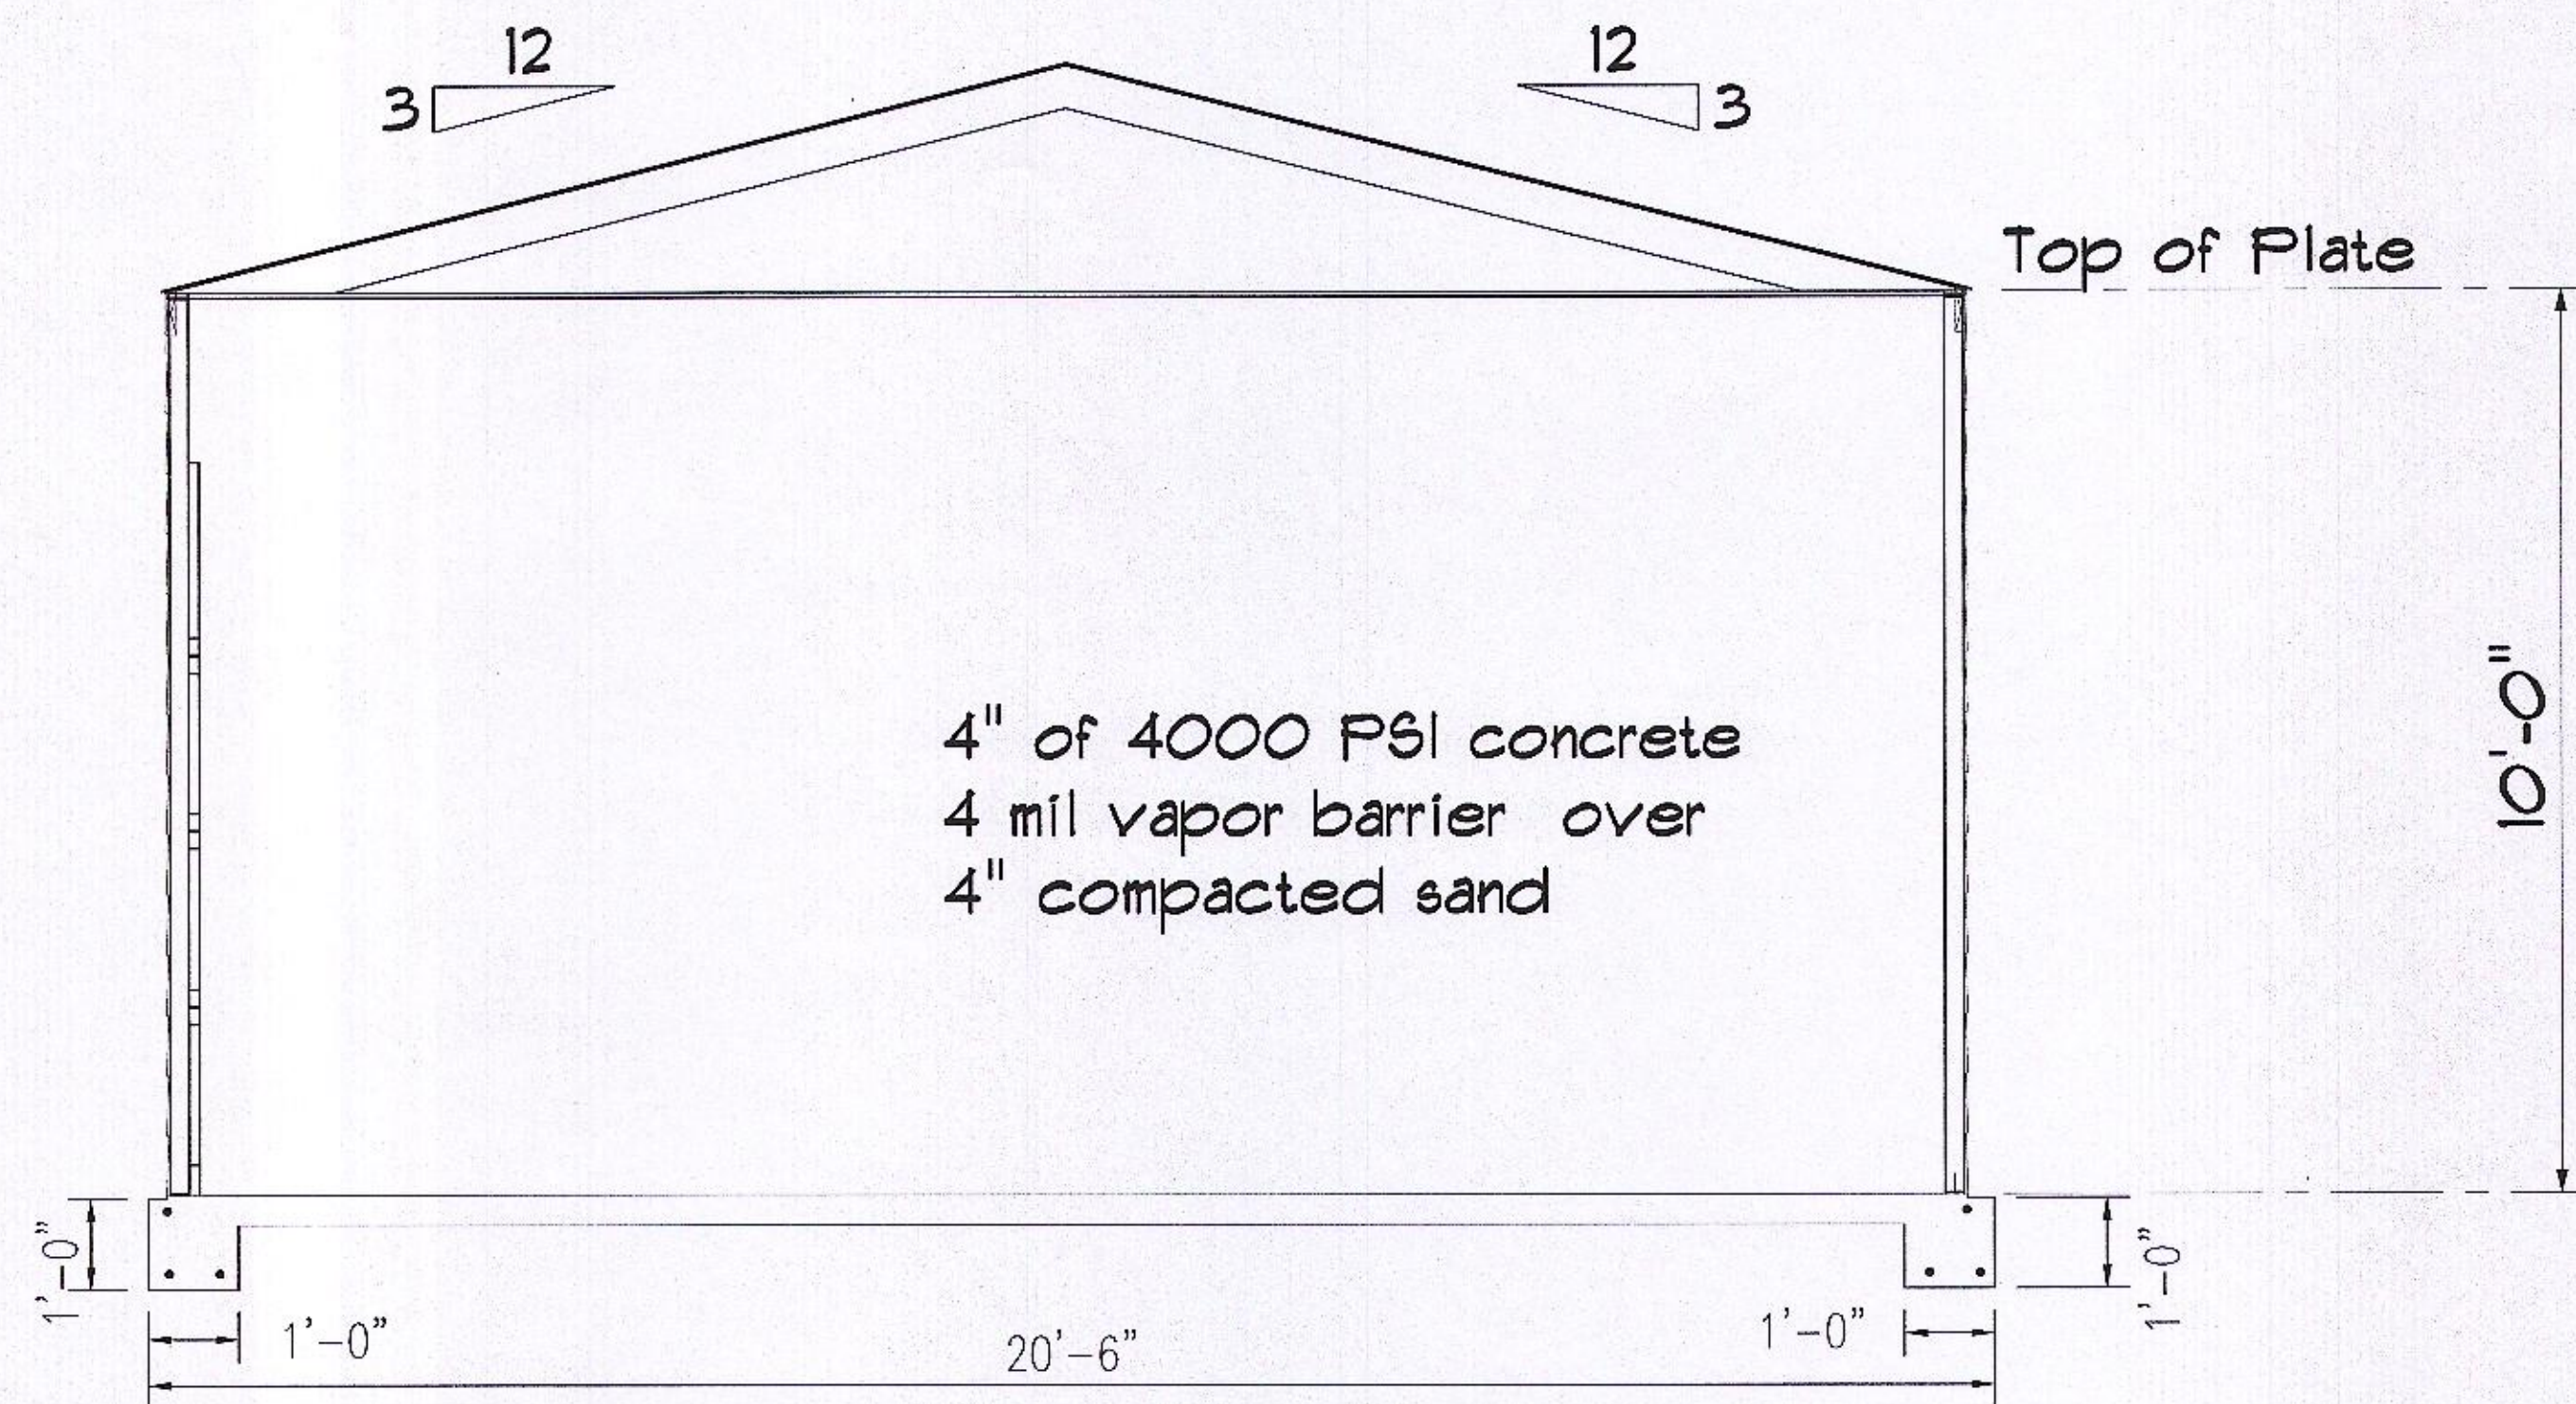 12
3
12
3
Top of Plate
10'-0"
4" of 4000 PSI concrete
4 mil vapor barrier over
4" compacted sand
1'-0"
1'-0"
1'-0"
1'-0"
20'-6"